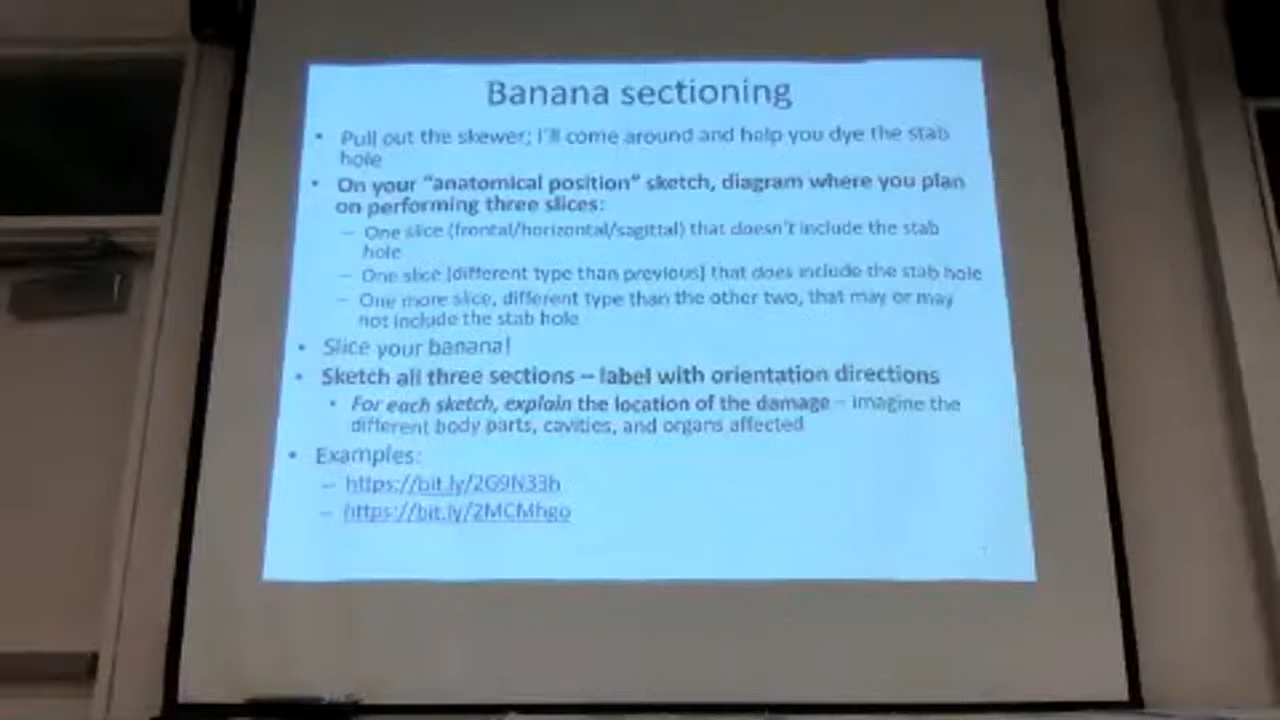 Banana sectioning
• Pull out the skewer; I'll come around and help you dye the stab
hole
• On your "anatomical position" sketch, diagram where you plan
on performing three slices:
– One slice (frontal/horizontal/sagittal) that doesn't include the stab
hole
– One slice [different type than previous] that does include the stab hole
– One more slice, different type than the other two, that may or may
not include the stab hole
• Slice your banana!
• Sketch all three sections – label with orientation directions
• For each sketch, explain the location of the damage – imagine the
different body parts, cavities, and organs affected
• Examples:
– https://bit.ly/2G9N33h
– https://bit.ly/2MCMhgo